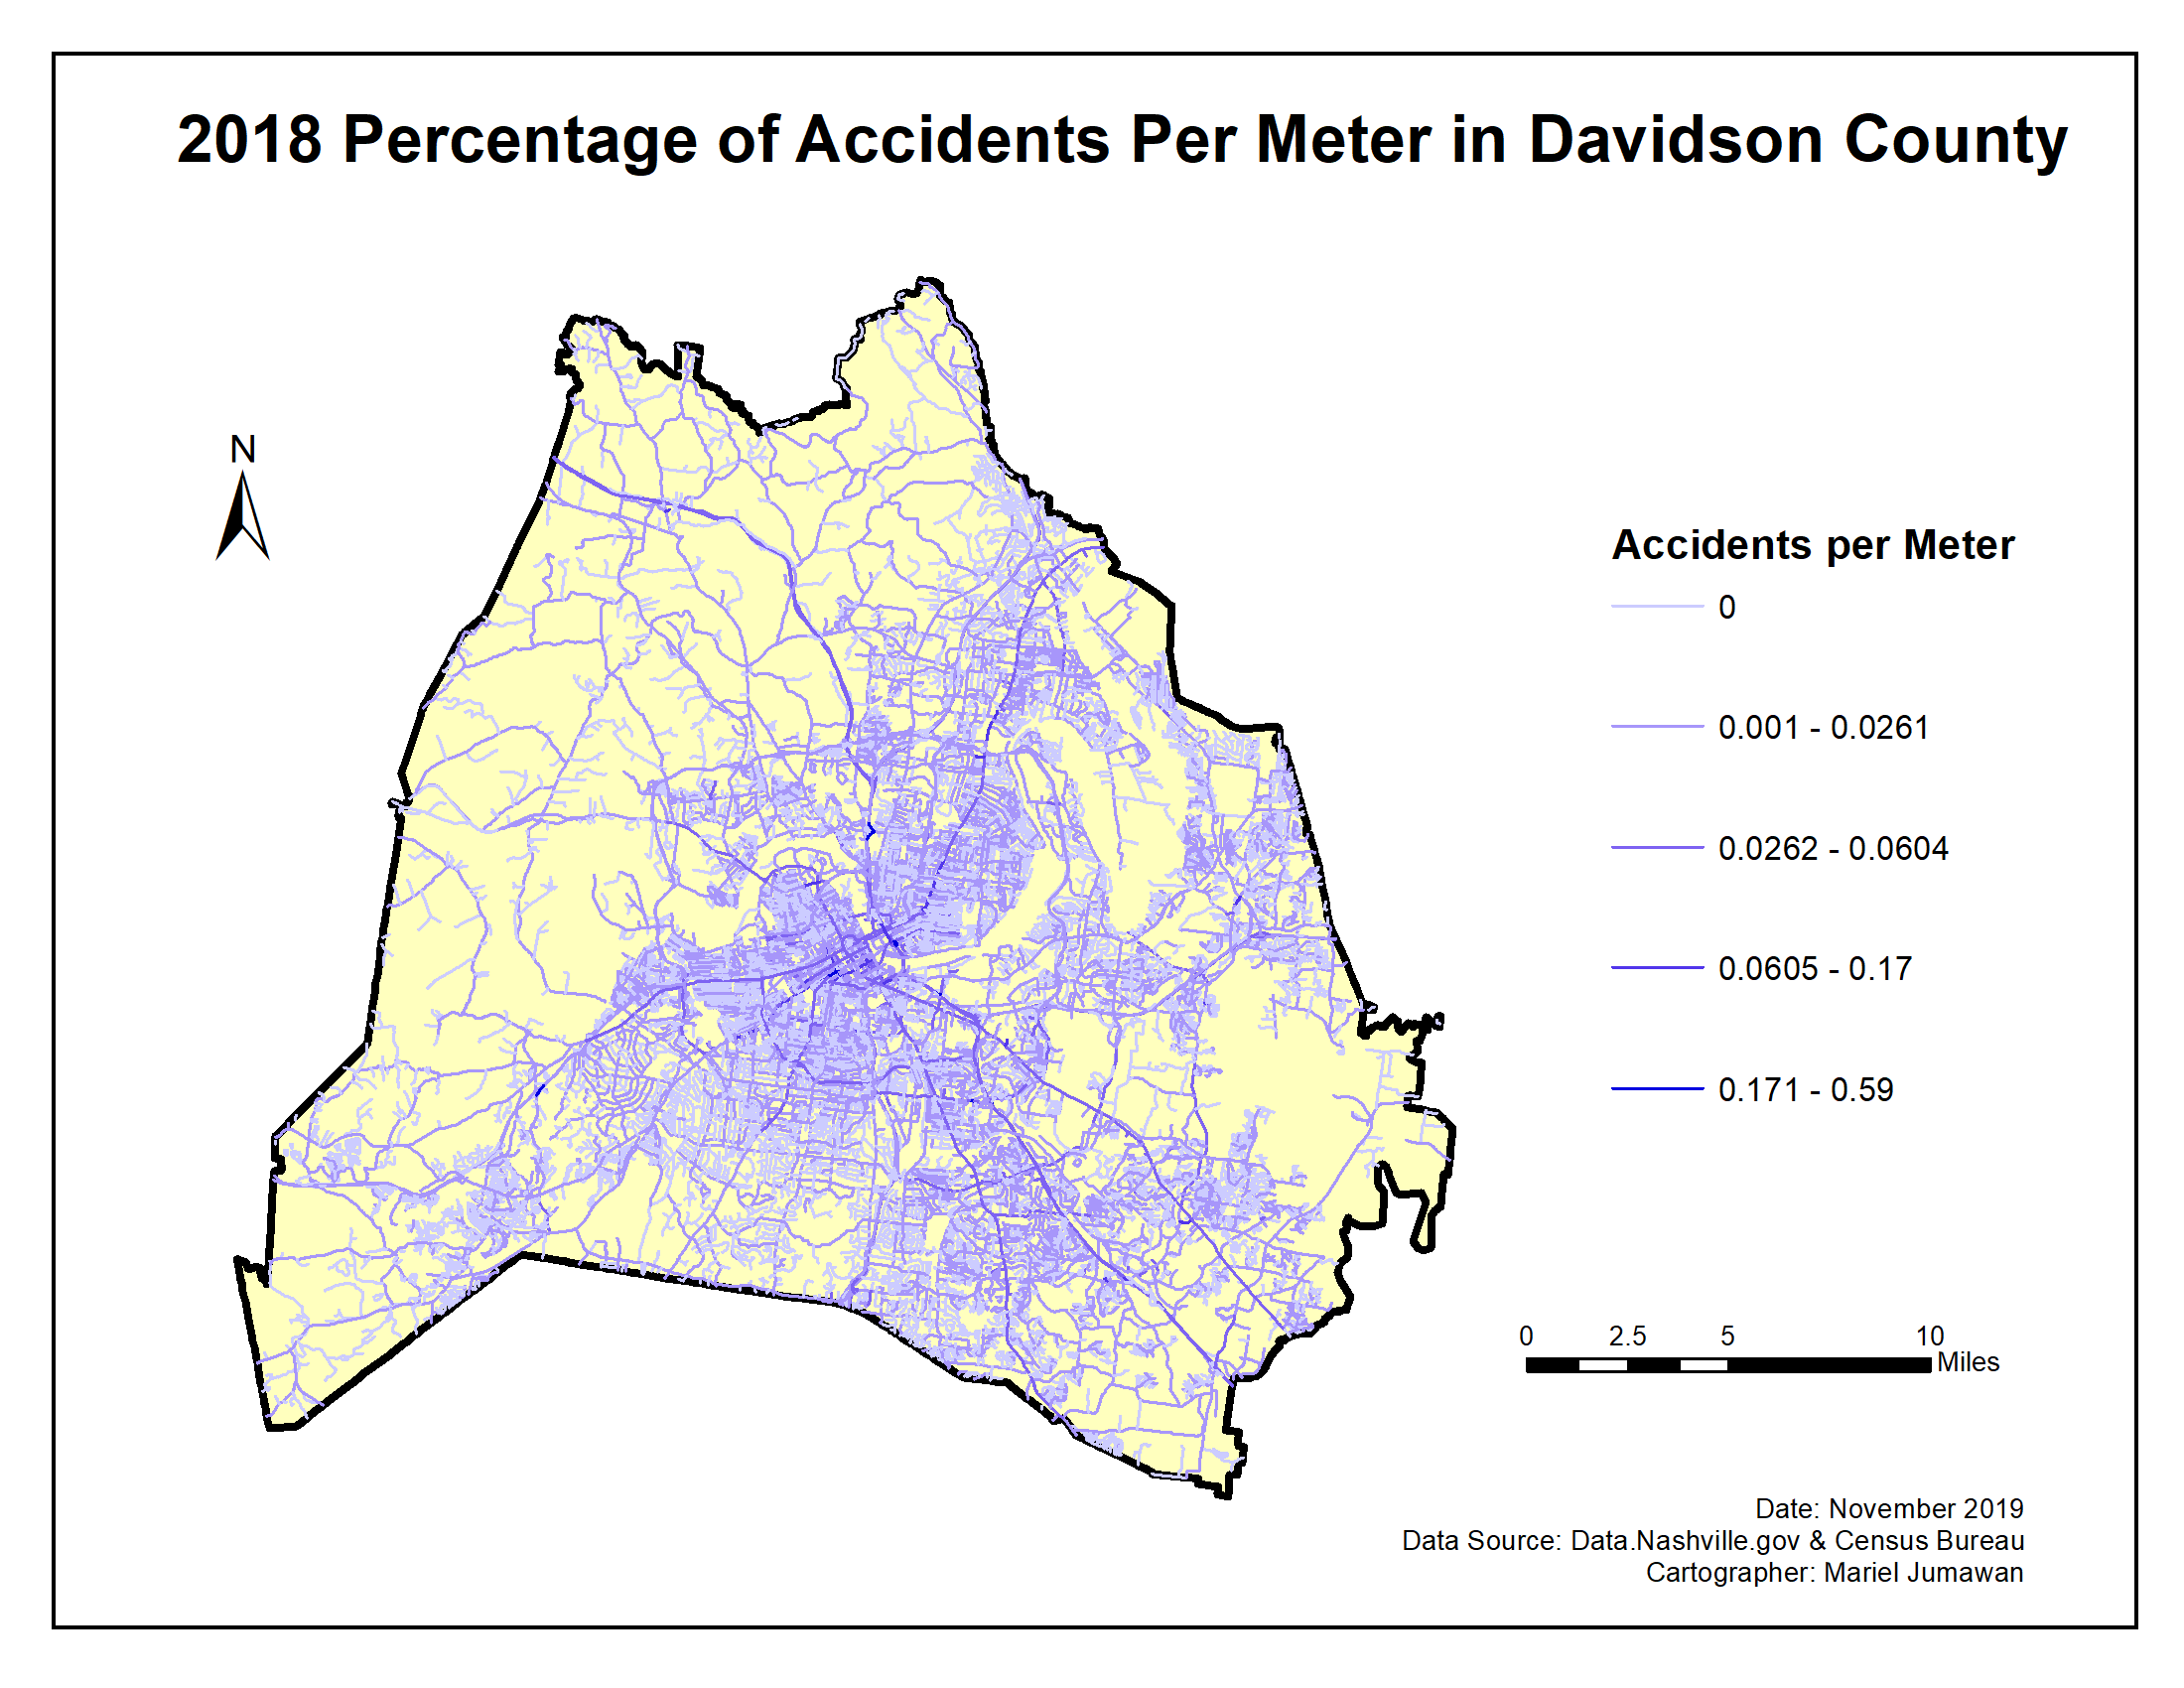 2018 Percentage of Accidents Per Meter in Davidson County
N
Accidents per Meter
0
0.001 - 0.0261
0.0262 - 0.0604
0.0605 - 0.17
0.171 - 0.59
0 2.5 5 10
Miles
Date: November 2019
Data Source: Data.Nashville.gov & Census Bureau
Cartographer: Mariel Jumawan